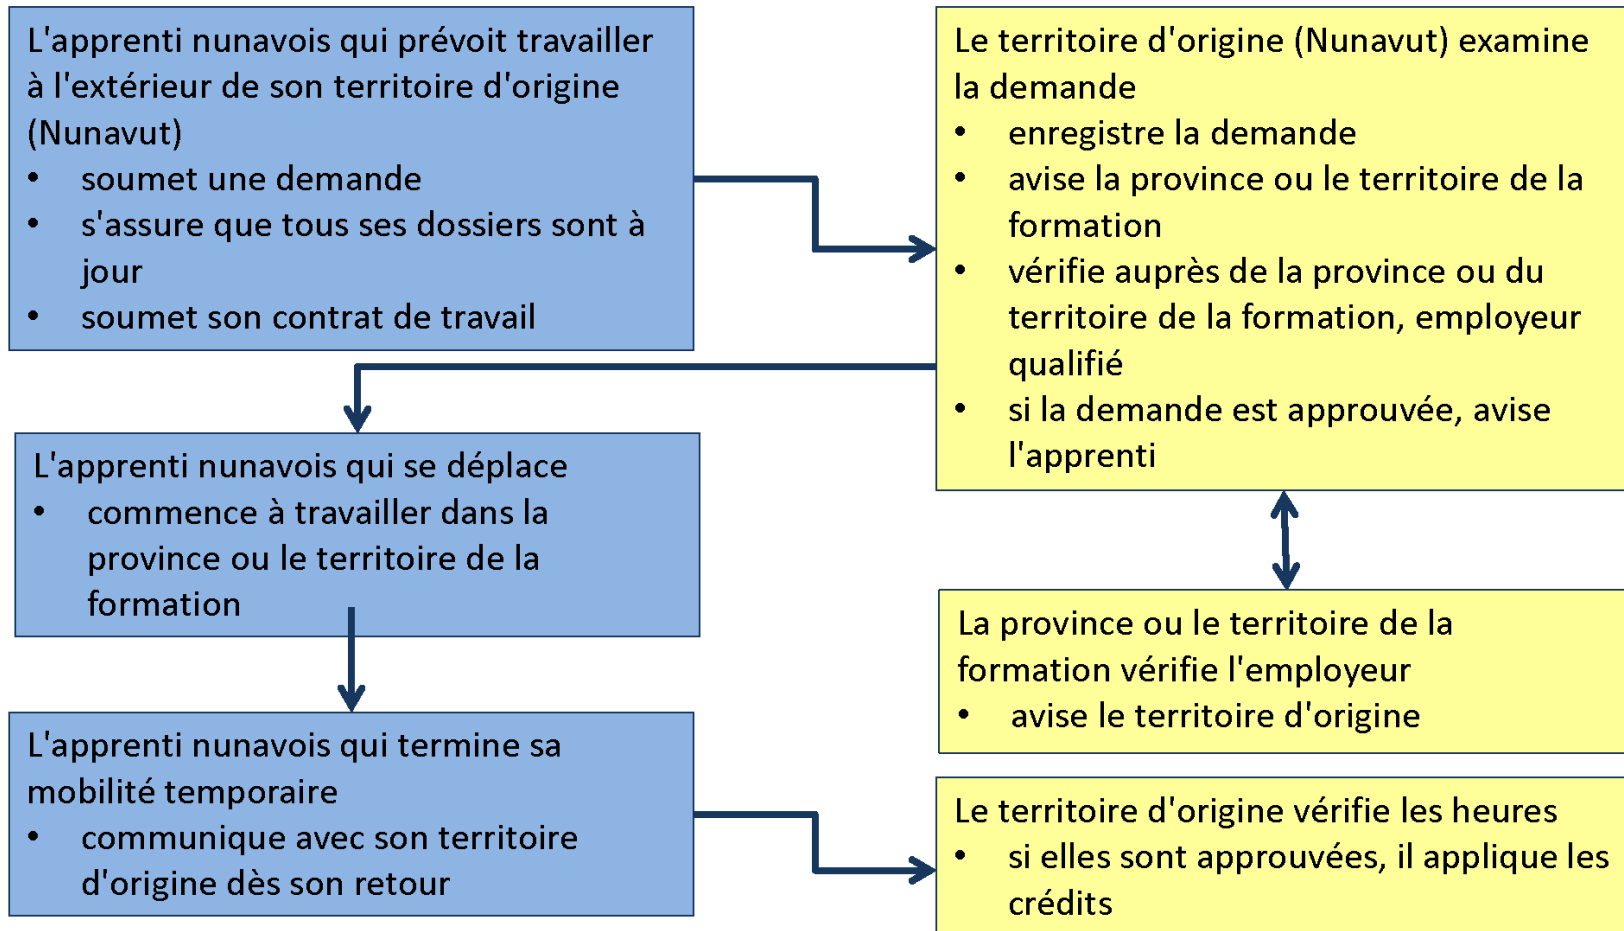 L'apprenti nunavois qui prévoit travailler
à l'extérieur de son territoire d'origine
(Nunavut)
• soumet une demande
• s'assure que tous ses dossiers sont à
jour
• soumet son contrat de travail
Le territoire d'origine (Nunavut) examine
la demande
• enregistre la demande
• avise la province ou le territoire de la
formation
• vérifie auprès de la province ou du
territoire de la formation, employeur
qualifié
• si la demande est approuvée, avise
l'apprenti
L'apprenti nunavois qui se déplace
• commence à travailler dans la
province ou le territoire de la
formation
La province ou le territoire de la
formation vérifie l'employeur
• avise le territoire d'origine
L'apprenti nunavois qui termine sa
mobilité temporaire
• communique avec son territoire
d'origine dès son retour
Le territoire d'origine vérifie les heures
• si elles sont approuvées, il applique les
crédits